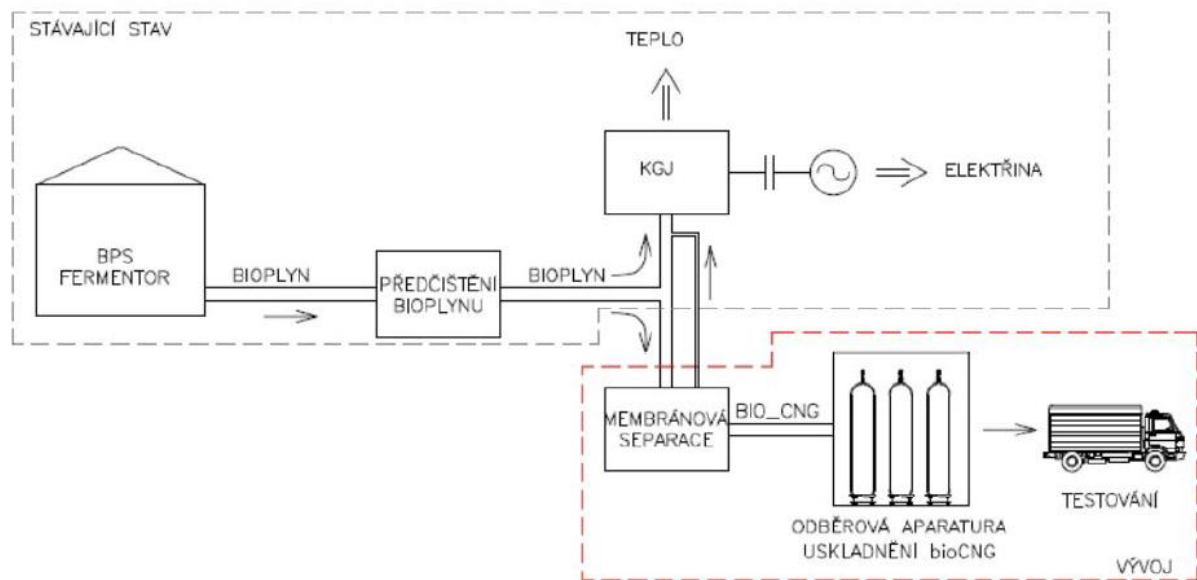 STÁVAJÍCÍ STAV
TEPLO
KGJ
ELEKTŘINA
BPS
FERMENTOR
BIOPLYN
PŘEDČIŠTĚNÍ
BIOPLYNU
BIOPLYN
MEMBRÁNOVÁ
SEPARACE
BIO_CNG
TESTOVÁNÍ
ODBĚROVÁ APARATURA
USKLADNĚNÍ bioCNG
VÝVOJ